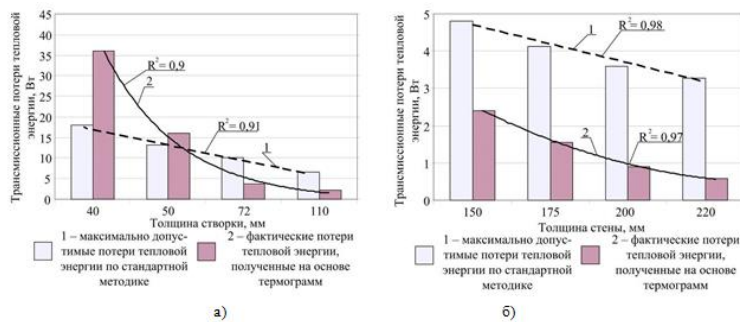 Трансмиссионные потери тепловой
энергии, Вт
45
40
35
30
25
20
15
10
5
0
R²= 0,9
2
R²= 0,91
1
40 50 72 110
Толщина створки, мм
1 – максимально допус-
тимые потери тепловой
энергии по стандартной
методике
2 – фактические потери
тепловой энергии,
полученные на основе
термограмм
а)
Трансмиссионные потери тепловой
энергии, Вт
5
4
3
2
1
0
1
R²= 0,98
2
R²= 0,97
150 175 200 220
Толщина стены, мм
1 – максимально допус-
тимые потери тепловой
энергии по стандартной
методике
2 – фактические потери
тепловой энергии,
полученные на основе
термограмм
б)